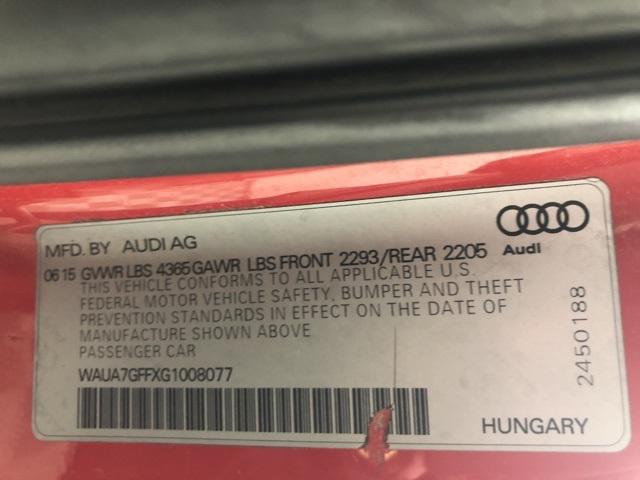 MFD. BY AUDI AG
Audi
06 15 GVWR LBS 4365 GAWR LBS FRONT 2293/REAR 2205
THIS VEHICLE CONFORMS TO ALL APPLICABLE U.S.
FEDERAL MOTOR VEHICLE SAFETY, BUMPER AND THEFT
PREVENTION STANDARDS IN EFFECT ON THE DATE OF
MANUFACTURE SHOWN ABOVE
PASSENGER CAR
WAUA7GFFXG1008077
2450188
HUNGARY